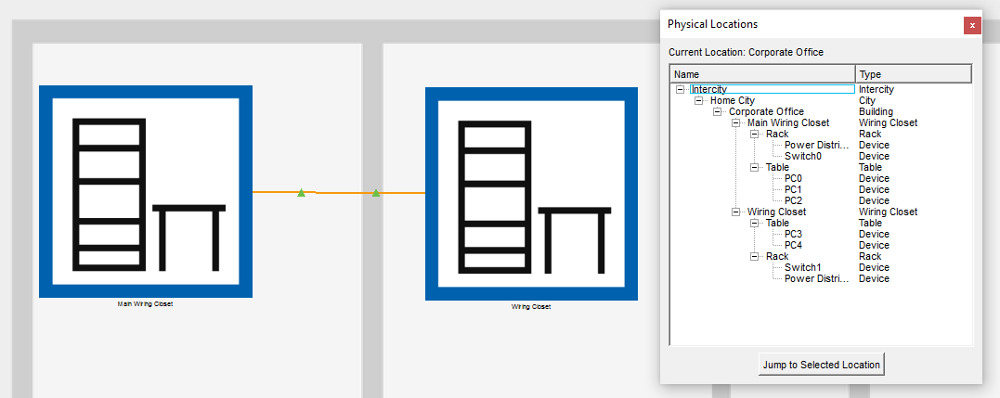 Physical Locations
x
Current Location: Corporate Office
Name Type
Intercity Intercity
Home City City
Corporate Office Building
Main Wiring Closet Wiring Closet
Rack Rack
Power Distri... Device
Switch0 Device
Table Table
PC0 Device
PC1 Device
PC2 Device
Wiring Closet Wiring Closet
Table Table
PC3 Device
PC4 Device
Rack Rack
Switch1 Device
Power Distri... Device
Jump to Selected Location
Main Wiring Closet
Wiring Closet